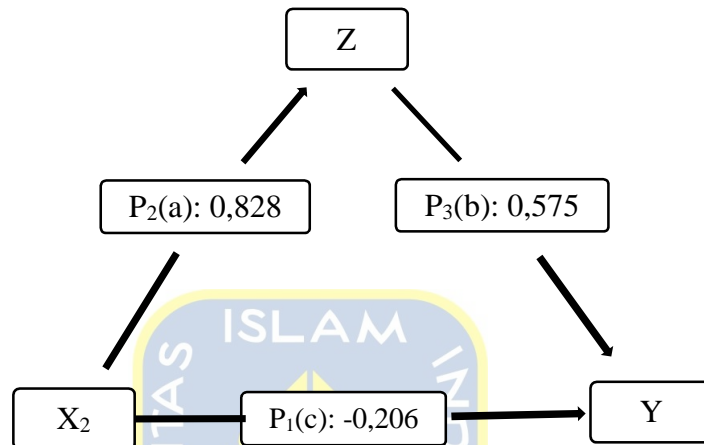 Z
P₂(a): 0,828
P₃(b): 0,575
ISLAM
X₂
P₁(c): -0,206
Y